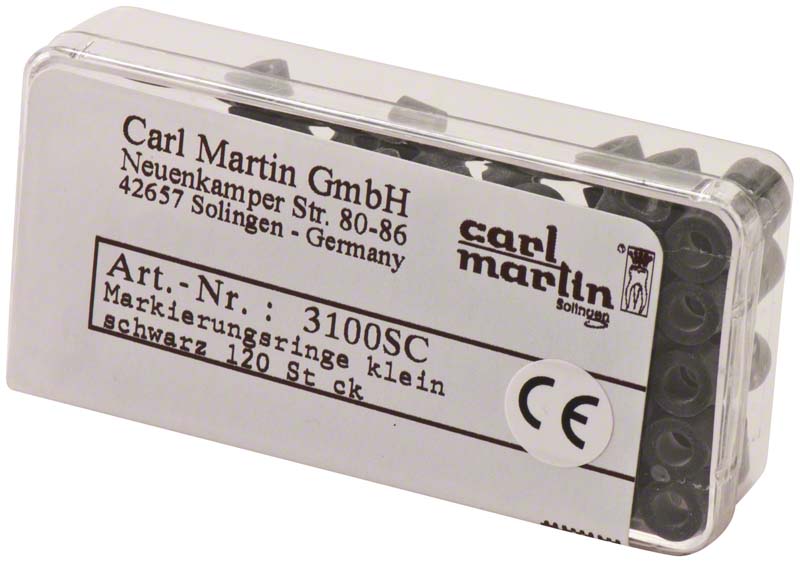 Carl Martin GmbH
Neuenkamper Str. 80-86
42657 Solingen - Germany
carl
martin
®
Solingen
Art.-Nr.: 3100SC
Markierungsringe klein
schwarz 120 St ck
CE